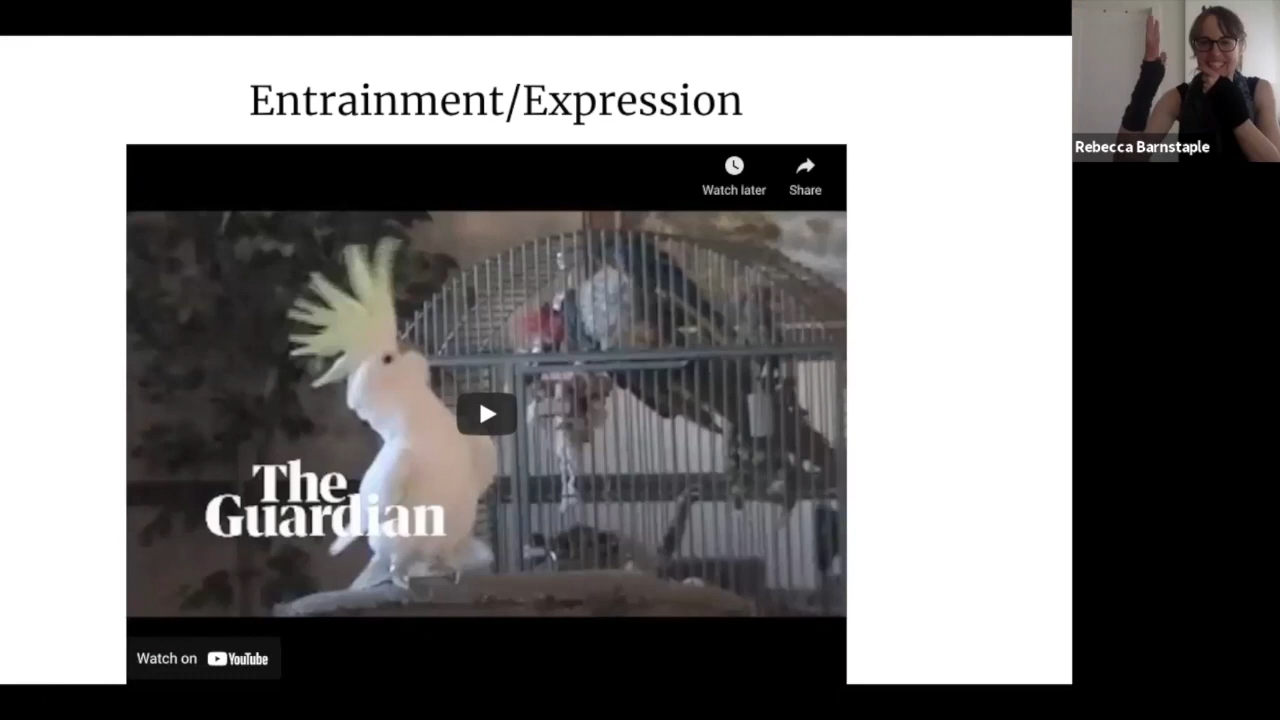 Entrainment/Expression
Watch later
Share
Rebecca Barnstaple
The
Guardian
Watch on YouTube